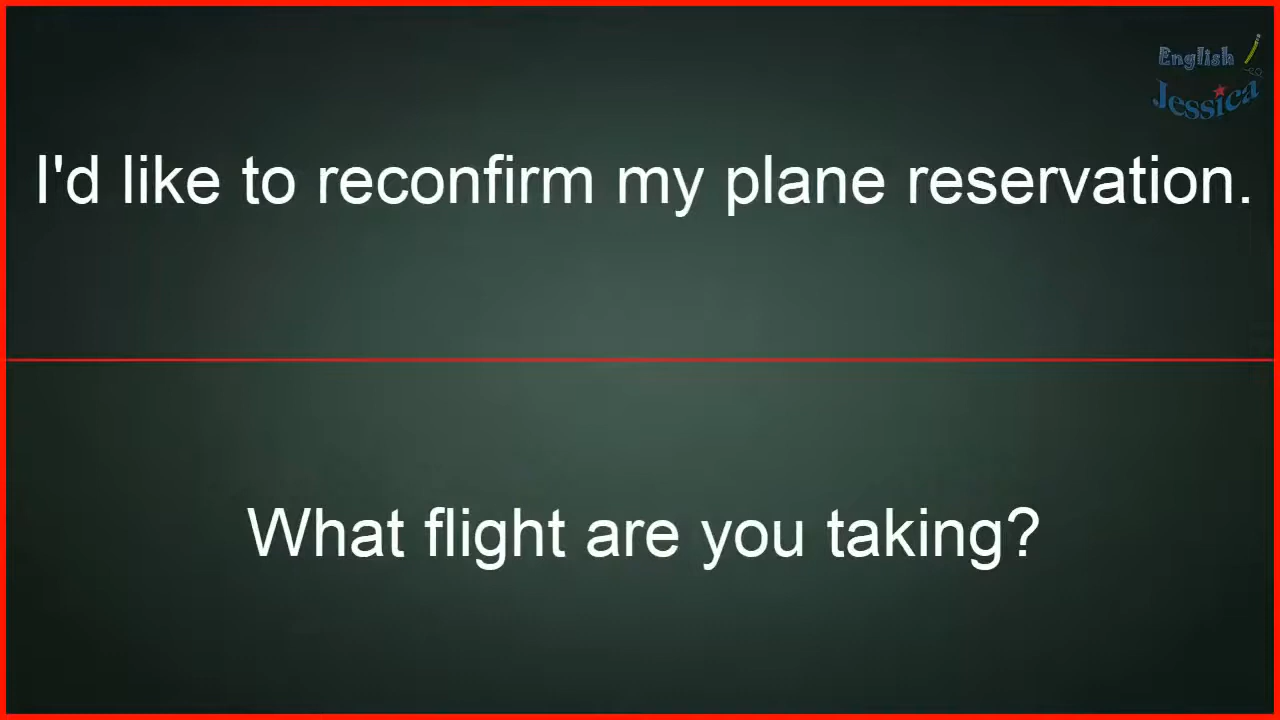 English
Jessica
I'd like to reconfirm my plane reservation.
What flight are you taking?